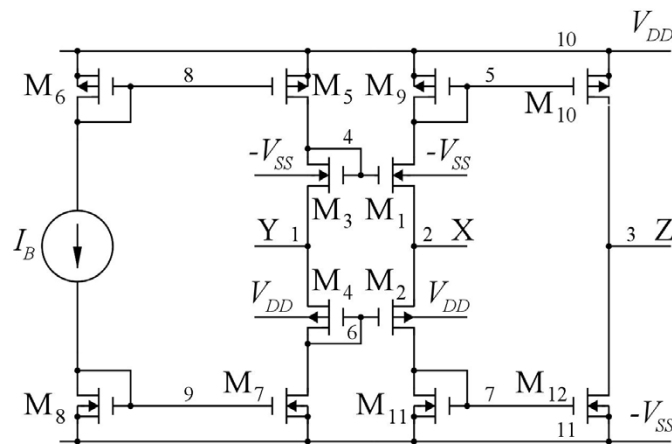 10 V_DD
M_6 8 M_5 M_9 5 M_10
4
-V_SS -V_SS
M_3 M_1
I_B Y 1 2 X 3 Z
M_4 M_2
V_DD V_DD
6
M_8 9 M_7 M_11 7 M_12
11 -V_SS